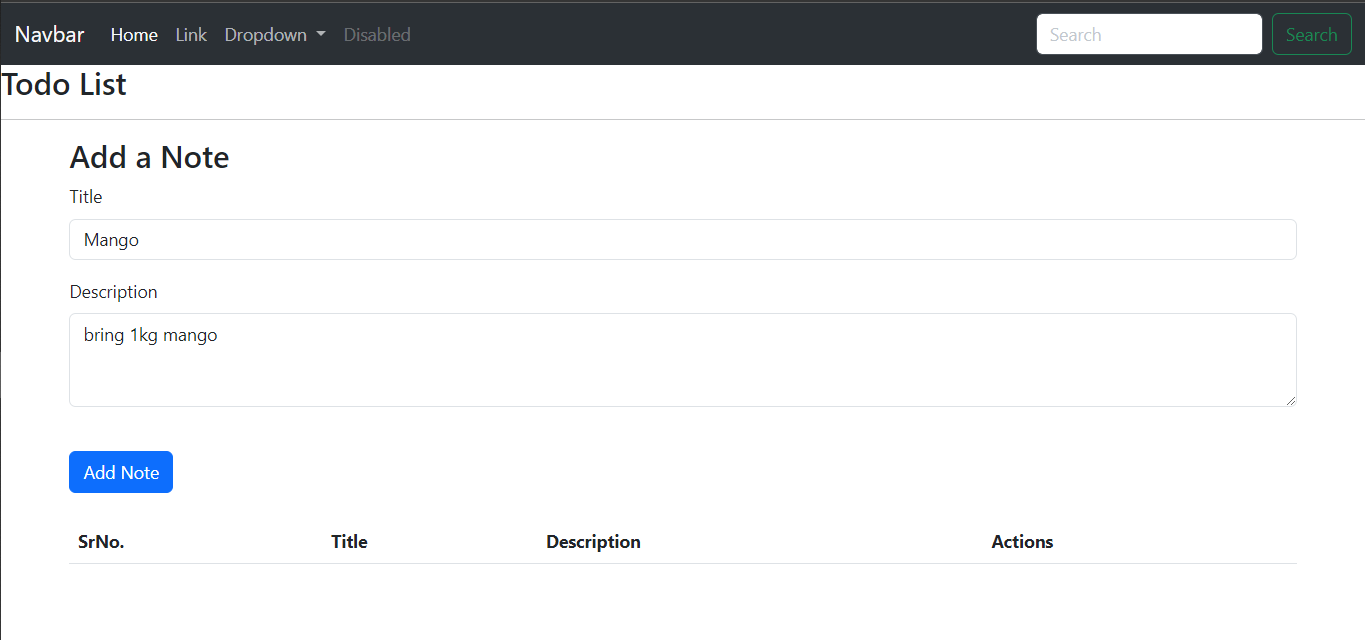 Navbar Home Link Dropdown Disabled Search Search
Todo List
Add a Note
Title
Mango
Description
bring 1kg mango
Add Note
SrNo. Title Description Actions